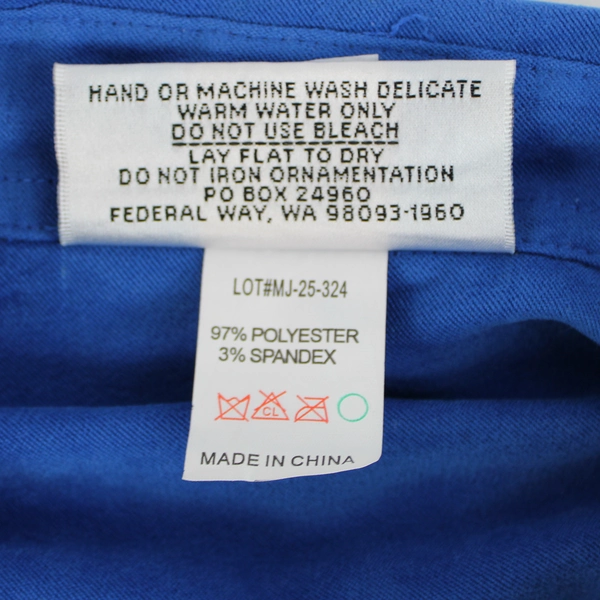 HAND OR MACHINE WASH DELICATE
WARM WATER ONLY
DO NOT USE BLEACH
LAY FLAT TO DRY
DO NOT IRON ORNAMENTATION
PO BOX 24960
FEDERAL WAY, WA 98093-1960
LOT#MJ-25-324
97% POLYESTER
3% SPANDEX
CL
MADE IN CHINA